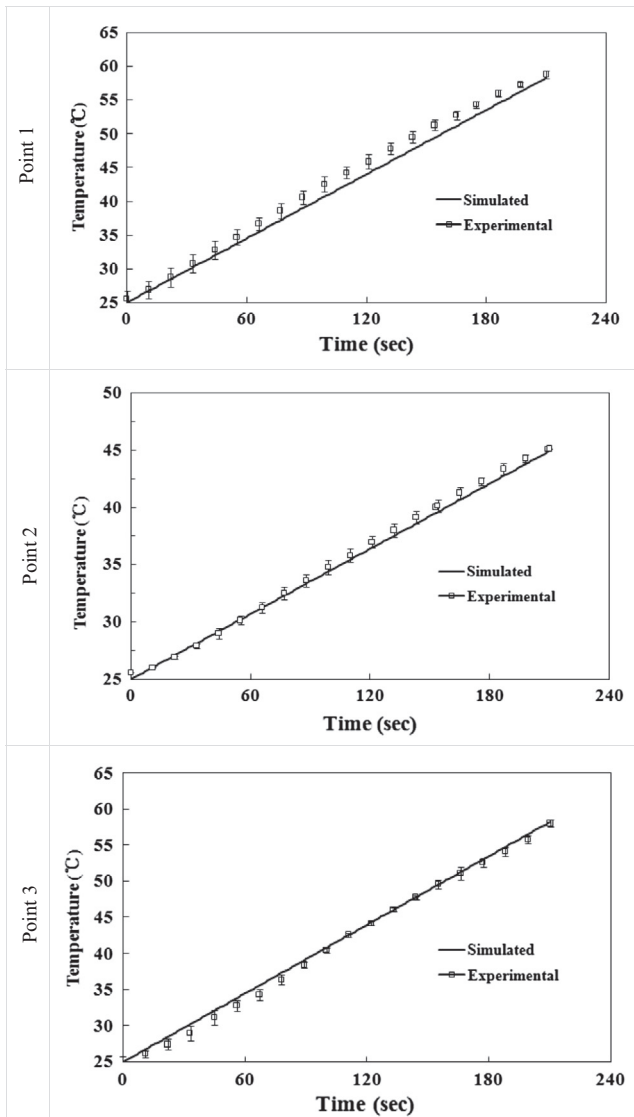 Point 1
Temperature (℃)
65
60
55
50
45
40
35
30
25
Simulated
Experimental
0 60 120 180 240
Time (sec)
Point 2
Temperature (℃)
50
45
40
35
30
25
Simulated
Experimental
0 60 120 180 240
Time (sec)
Point 3
Temperature (℃)
65
60
55
50
45
40
35
30
25
Simulated
Experimental
0 60 120 180 240
Time (sec)